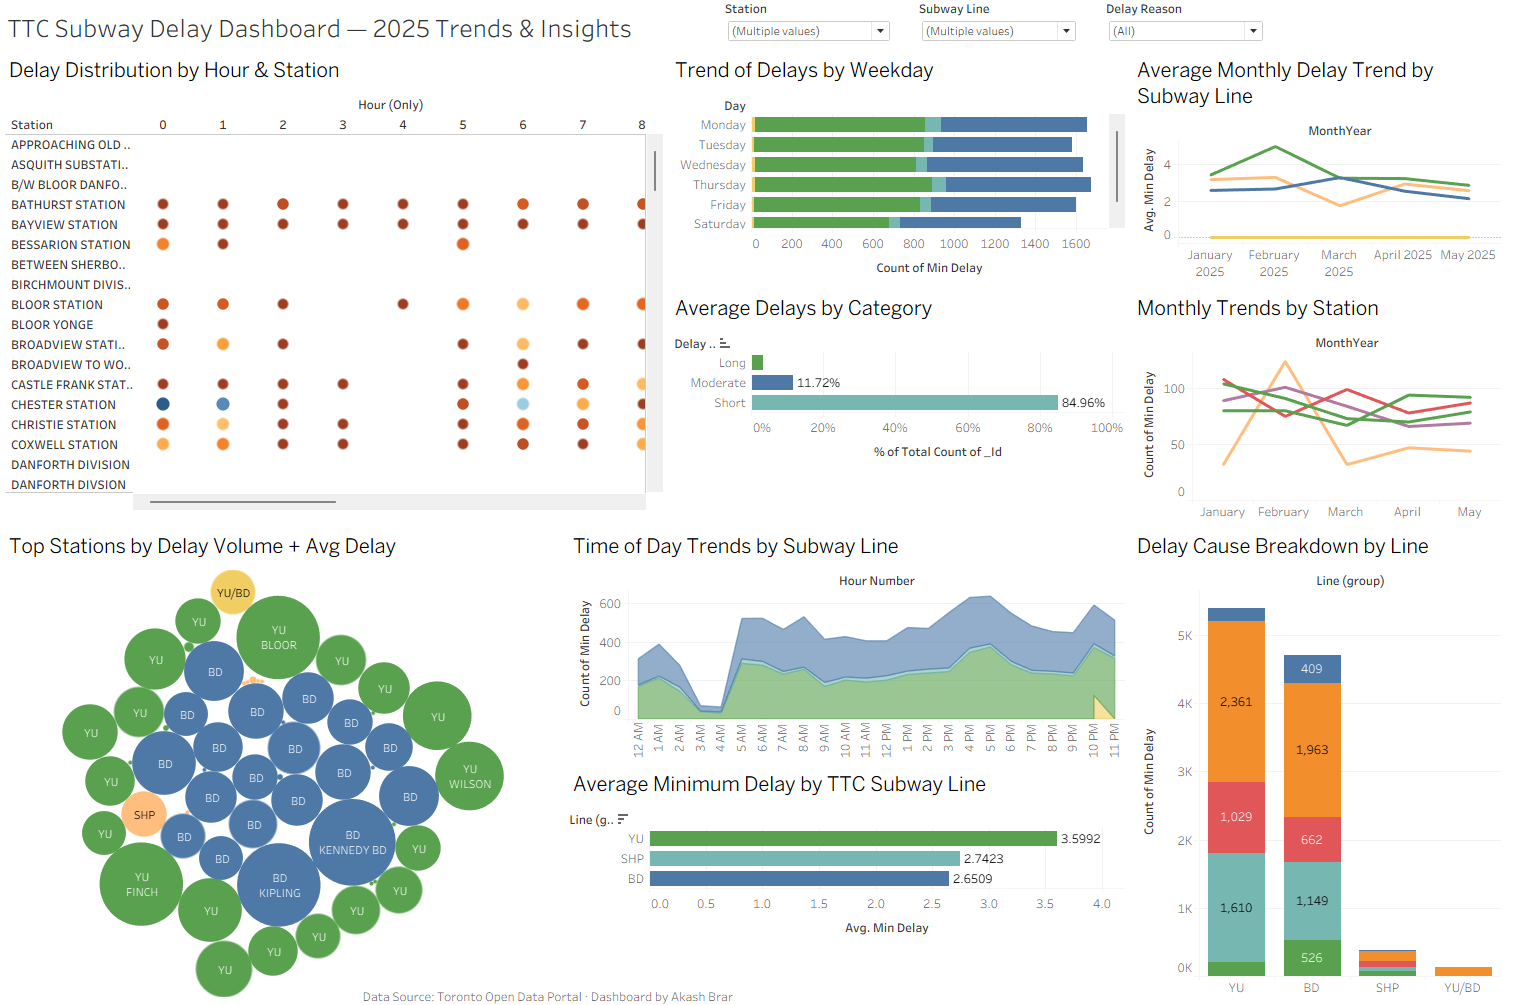 TTC Subway Delay Dashboard — 2025 Trends & Insights
Station
(Multiple values)
Subway Line
(Multiple values)
Delay Reason
(All)
Delay Distribution by Hour & Station
Hour (Only)
Station 0 1 2 3 4 5 6 7 8
APPROACHING OLD ..
ASQUITH SUBSTATI..
B/W BLOOR DANFO..
BATHURST STATION
BAYVIEW STATION
BESSARION STATION
BETWEEN SHERBO..
BIRCHMOUNT DIVIS..
BLOOR STATION
BLOOR YONGE
BROADVIEW STATI..
BROADVIEW TO WO..
CASTLE FRANK STAT..
CHESTER STATION
CHRISTIE STATION
COXWELL STATION
DANFORTH DIVISION
DANFORTH DIVSION
Trend of Delays by Weekday
Day
Monday
Tuesday
Wednesday
Thursday
Friday
Saturday
0 200 400 600 800 1000 1200 1400 1600
Count of Min Delay
Average Delays by Category
Delay ..
Long
Moderate 11.72%
Short 84.96%
0% 20% 40% 60% 80% 100%
% of Total Count of _Id
Average Monthly Delay Trend by
Subway Line
MonthYear
Avg. Min Delay
4
2
0
January 2025 February 2025 March 2025 April 2025 May 2025
Monthly Trends by Station
MonthYear
Count of Min Delay
100
50
0
January February March April May
Top Stations by Delay Volume + Avg Delay
YU/BD
YU
YU
BLOOR
YU
YU
BD
YU
BD
YU
BD
BD
YU
BD
YU
BD
BD
BD
BD
YU
WILSON
BD
BD
YU
BD
BD
BD
SHP
BD
YU
BD
BD
KENNEDY BD
YU
BD
YU
FINCH
BD
KIPLING
YU
YU
YU
YU
YU
YU
Time of Day Trends by Subway Line
Hour Number
Count of Min Delay
600
400
200
0
12 AM 1 AM 2 AM 3 AM 4 AM 5 AM 6 AM 7 AM 8 AM 9 AM 10 AM 11 AM 12 PM 1 PM 2 PM 3 PM 4 PM 5 PM 6 PM 7 PM 8 PM 9 PM 10 PM 11 PM
Average Minimum Delay by TTC Subway Line
Line (g..
YU 3.5992
SHP 2.7423
BD 2.6509
0.0 0.5 1.0 1.5 2.0 2.5 3.0 3.5 4.0
Avg. Min Delay
Delay Cause Breakdown by Line
Line (group)
Count of Min Delay
5K
4K
3K
2K
1K
0K
2,361
1,029
1,610
409
1,963
662
1,149
526
YU BD SHP YU/BD
Data Source: Toronto Open Data Portal · Dashboard by Akash Brar